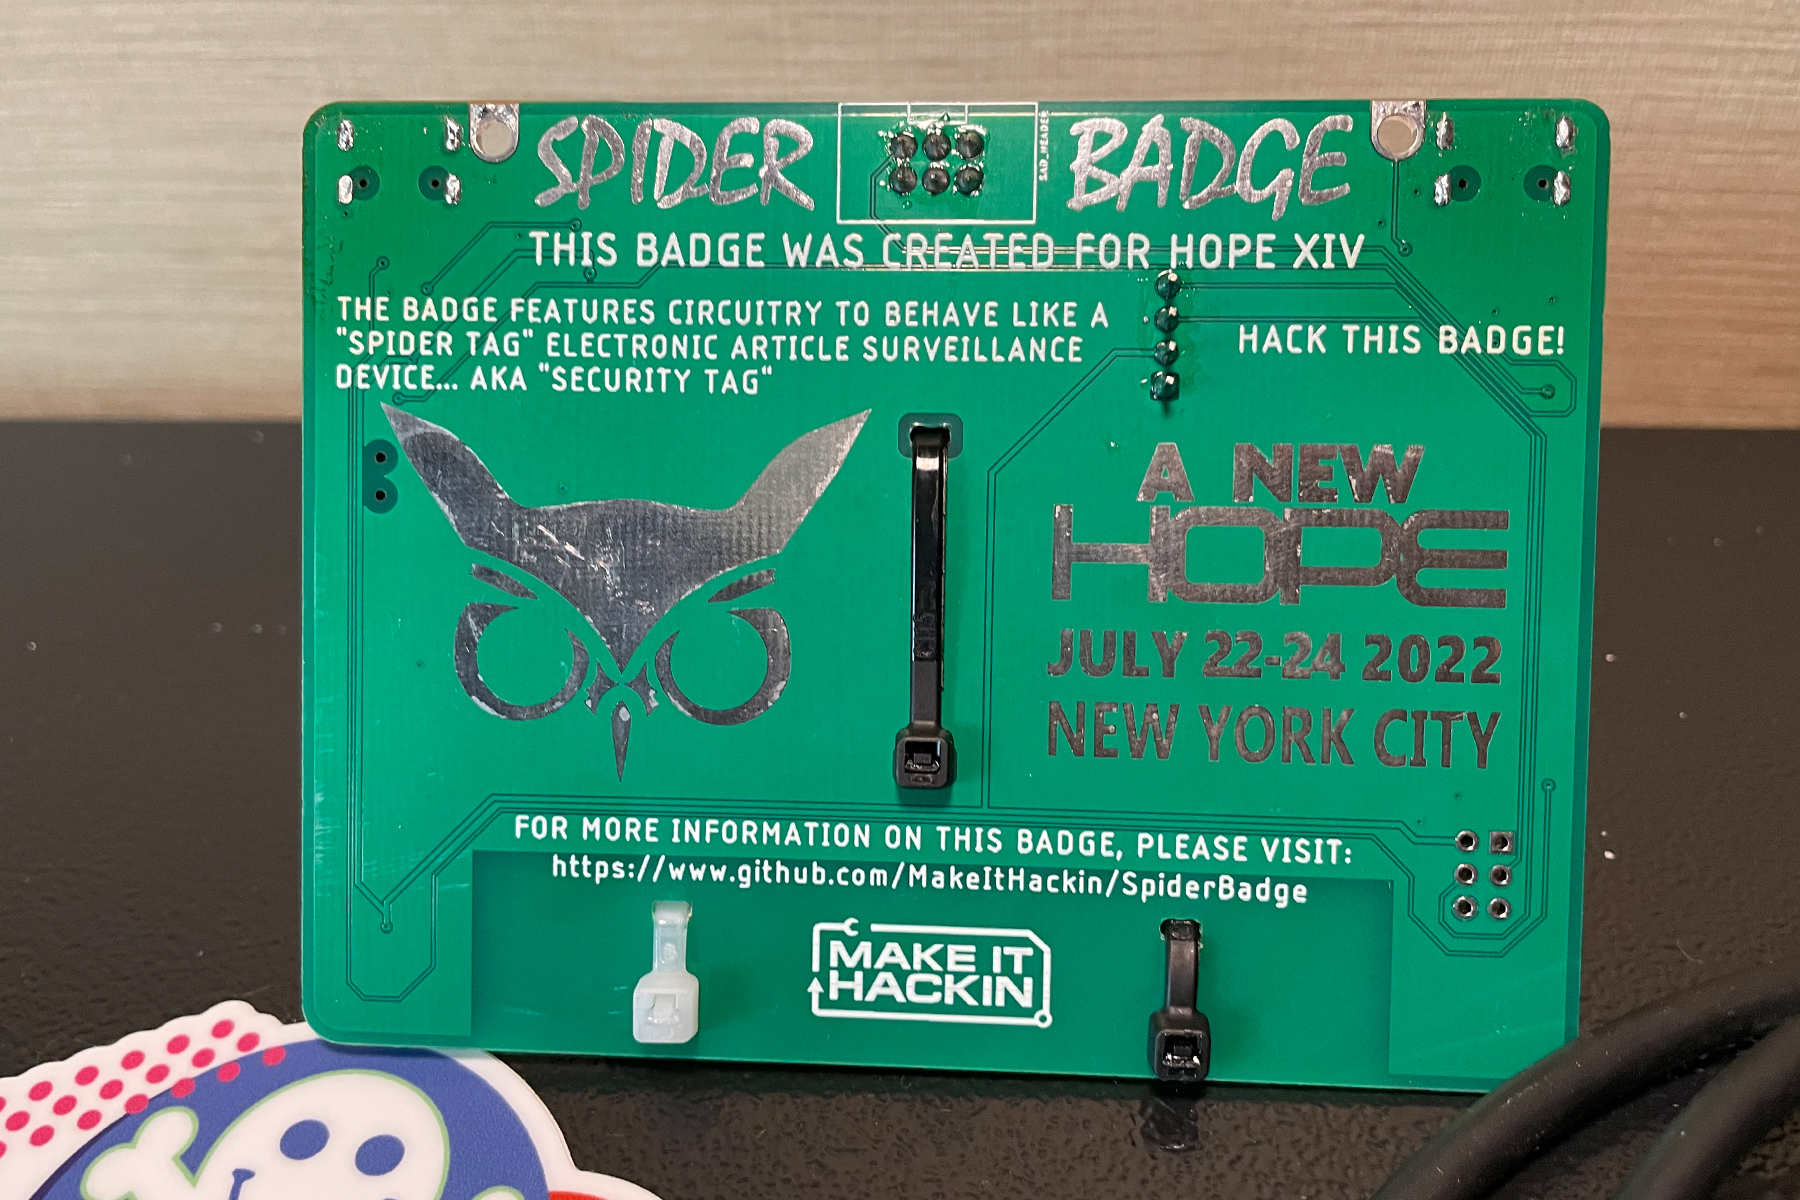 SPIDER BADGE
SAO_HEADER
THIS BADGE WAS CREATED FOR HOPE XIV
THE BADGE FEATURES CIRCUITRY TO BEHAVE LIKE A
"SPIDER TAG" ELECTRONIC ARTICLE SURVEILLANCE
DEVICE... AKA "SECURITY TAG"
HACK THIS BADGE!
A NEW
HOPE
JULY 22-24 2022
NEW YORK CITY
FOR MORE INFORMATION ON THIS BADGE, PLEASE VISIT:
https://www.github.com/MakeItHackin/SpiderBadge
MAKE IT
HACKIN